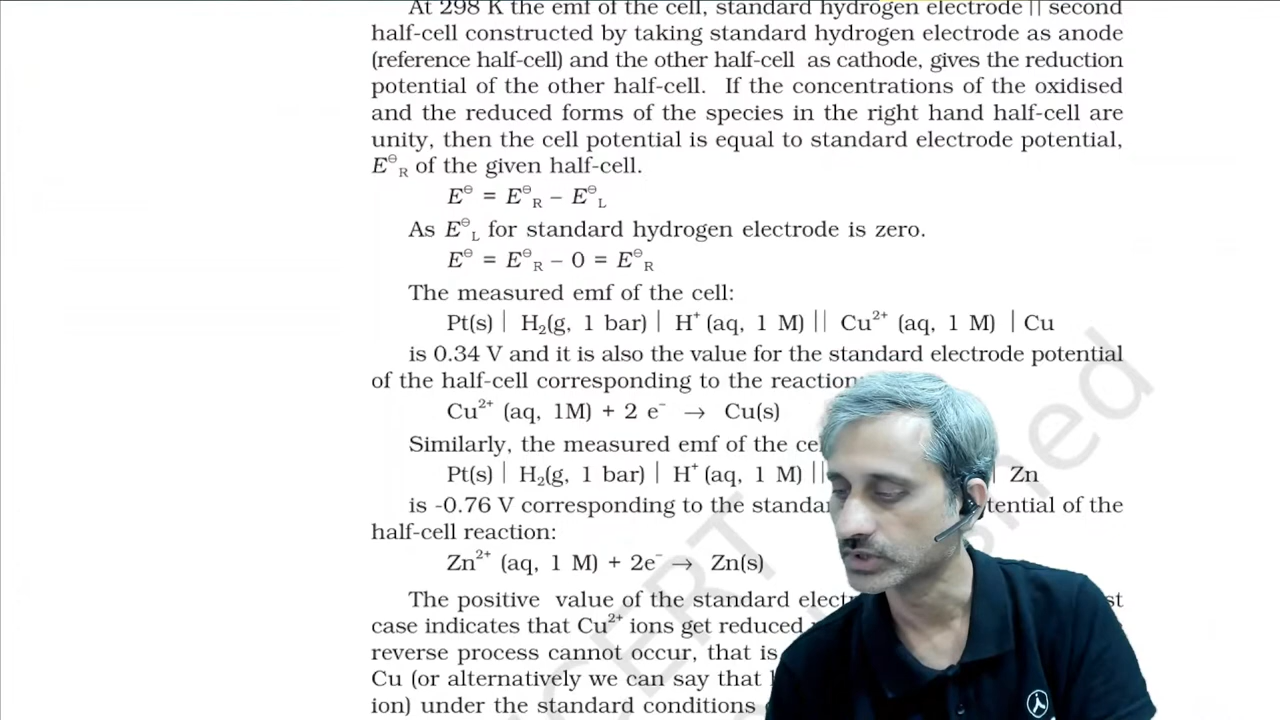 At 298 K the emf of the cell, standard hydrogen electrode || second
half-cell constructed by taking standard hydrogen electrode as anode
(reference half-cell) and the other half-cell as cathode, gives the reduction
potential of the other half-cell. If the concentrations of the oxidised
and the reduced forms of the species in the right hand half-cell are
unity, then the cell potential is equal to standard electrode potential,
E⊖R of the given half-cell.
E⊖ = E⊖R – E⊖L
As E⊖L for standard hydrogen electrode is zero.
E⊖ = E⊖R – 0 = E⊖R
The measured emf of the cell:
Pt(s) | H₂(g, 1 bar) | H⁺ (aq, 1 M) || Cu²⁺ (aq, 1 M) | Cu
is 0.34 V and it is also the value for the standard electrode potential
of the half-cell corresponding to the reaction
Cu²⁺ (aq, 1M) + 2 e⁻ → Cu(s)
Similarly, the measured emf of the
Pt(s) | H₂(g, 1 bar) | H⁺ (aq, 1 M) || Zn
is -0.76 V corresponding to the of the
half-cell reaction:
Zn²⁺ (aq, 1 M) + 2e⁻ → Zn(s)
The positive value of the standard
case indicates that Cu²⁺ ions get reduced
reverse process cannot occur, that is
Cu (or alternatively we can say that
ion) under the standard conditions